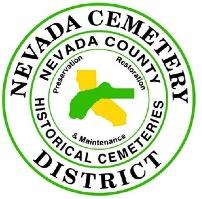 NEVADA CEMETERY
DISTRICT
NEVADA COUNTY
HISTORICAL CEMETERIES
Preservation
Restoration
& Maintenance